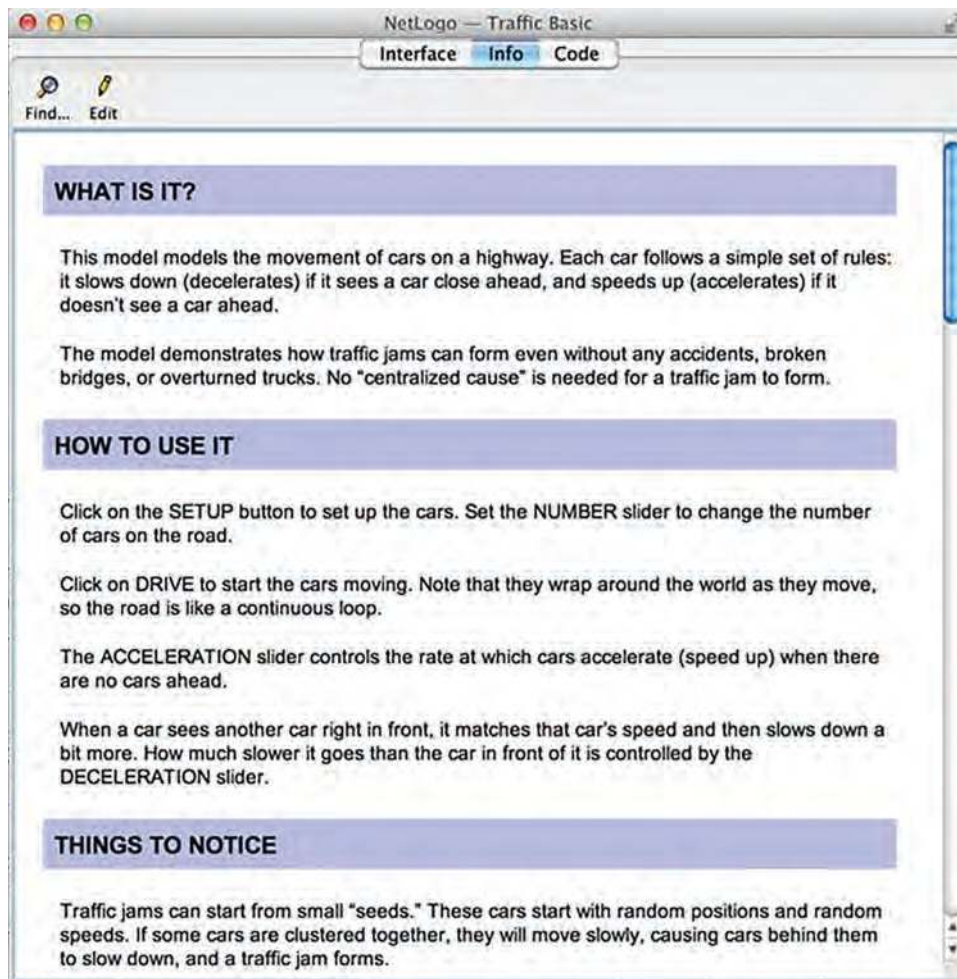 NetLogo — Traffic Basic
Interface Info Code
Find... Edit
WHAT IS IT?
This model models the movement of cars on a highway. Each car follows a simple set of rules:
it slows down (decelerates) if it sees a car close ahead, and speeds up (accelerates) if it
doesn't see a car ahead.
The model demonstrates how traffic jams can form even without any accidents, broken
bridges, or overturned trucks. No "centralized cause" is needed for a traffic jam to form.
HOW TO USE IT
Click on the SETUP button to set up the cars. Set the NUMBER slider to change the number
of cars on the road.
Click on DRIVE to start the cars moving. Note that they wrap around the world as they move,
so the road is like a continuous loop.
The ACCELERATION slider controls the rate at which cars accelerate (speed up) when there
are no cars ahead.
When a car sees another car right in front, it matches that car's speed and then slows down a
bit more. How much slower it goes than the car in front of it is controlled by the
DECELERATION slider.
THINGS TO NOTICE
Traffic jams can start from small "seeds." These cars start with random positions and random
speeds. If some cars are clustered together, they will move slowly, causing cars behind them
to slow down, and a traffic jam forms.